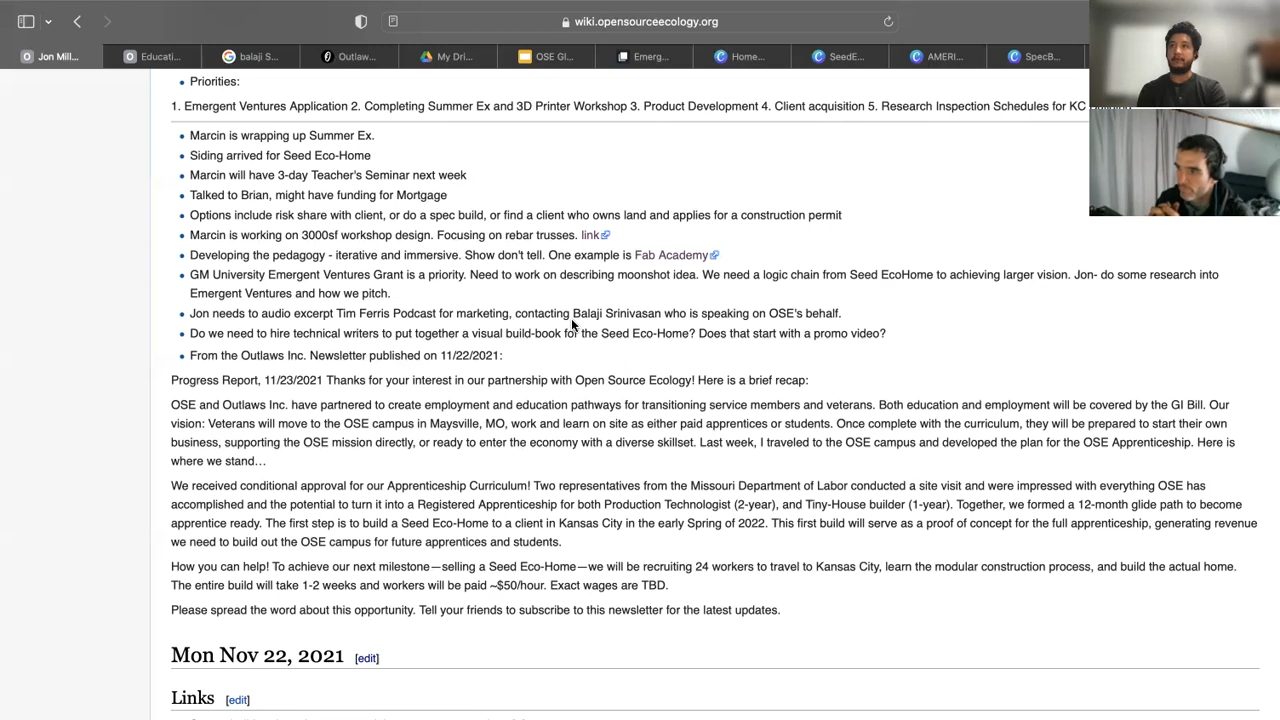 wiki.opensourceecology.org
Jon Mill...
Educati...
balaji S...
Outlaw...
My Dri...
OSE GI...
Emerg...
Home...
SeedE...
AMERI...
SpecB...
Priorities:
1. Emergent Ventures Application 2. Completing Summer Ex and 3D Printer Workshop 3. Product Development 4. Client acquisition 5. Research Inspection Schedules for KC
Marcin is wrapping up Summer Ex.
Siding arrived for Seed Eco-Home
Marcin will have 3-day Teacher's Seminar next week
Talked to Brian, might have funding for Mortgage
Options include risk share with client, or do a spec build, or find a client who owns land and applies for a construction permit
Marcin is working on 3000sf workshop design. Focusing on rebar trusses. link
Developing the pedagogy - iterative and immersive. Show don't tell. One example is Fab Academy
GM University Emergent Ventures Grant is a priority. Need to work on describing moonshot idea. We need a logic chain from Seed EcoHome to achieving larger vision. Jon- do some research into
Emergent Ventures and how we pitch.
Jon needs to audio excerpt Tim Ferris Podcast for marketing, contacting Balaji Srinivasan who is speaking on OSE's behalf.
Do we need to hire technical writers to put together a visual build-book for the Seed Eco-Home? Does that start with a promo video?
From the Outlaws Inc. Newsletter published on 11/22/2021:
Progress Report, 11/23/2021 Thanks for your interest in our partnership with Open Source Ecology! Here is a brief recap:
OSE and Outlaws Inc. have partnered to create employment and education pathways for transitioning service members and veterans. Both education and employment will be covered by the GI Bill. Our
vision: Veterans will move to the OSE campus in Maysville, MO, work and learn on site as either paid apprentices or students. Once complete with the curriculum, they will be prepared to start their own
business, supporting the OSE mission directly, or ready to enter the economy with a diverse skillset. Last week, I traveled to the OSE campus and developed the plan for the OSE Apprenticeship. Here is
where we stand…
We received conditional approval for our Apprenticeship Curriculum! Two representatives from the Missouri Department of Labor conducted a site visit and were impressed with everything OSE has
accomplished and the potential to turn it into a Registered Apprenticeship for both Production Technologist (2-year), and Tiny-House builder (1-year). Together, we formed a 12-month glide path to become
apprentice ready. The first step is to build a Seed Eco-Home to a client in Kansas City in the early Spring of 2022. This first build will serve as a proof of concept for the full apprenticeship, generating revenue
we need to build out the OSE campus for future apprentices and students.
How you can help! To achieve our next milestone—selling a Seed Eco-Home—we will be recruiting 24 workers to travel to Kansas City, learn the modular construction process, and build the actual home.
The entire build will take 1-2 weeks and workers will be paid ~$50/hour. Exact wages are TBD.
Please spread the word about this opportunity. Tell your friends to subscribe to this newsletter for the latest updates.
Mon Nov 22, 2021 [edit]
Links [edit]